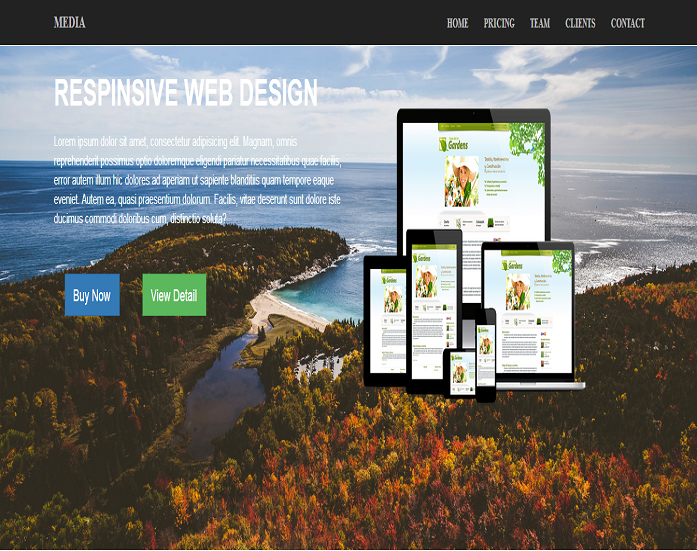 MEDIA
HOME PRICING TEAM CLIENTS CONTACT
RESPINSIVE WEB DESIGN
Lorem ipsum dolor sit amet, consectetur adipisicing elit. Magnam, omnis
reprehenderit possimus optio doloremque eligendi pariatur necessitatibus quae facilis,
error autem illum hic dolores ad aperiam ut sapiente blanditiis quam tempore eaque
eveniet. Autem ea, quasi praesentium dolorum. Facilis, vitae deserunt sunt dolore iste
ducimus commodi doloribus cum, distinctio soluta?
Buy Now View Detail
Gardens
Gardens
Gardens